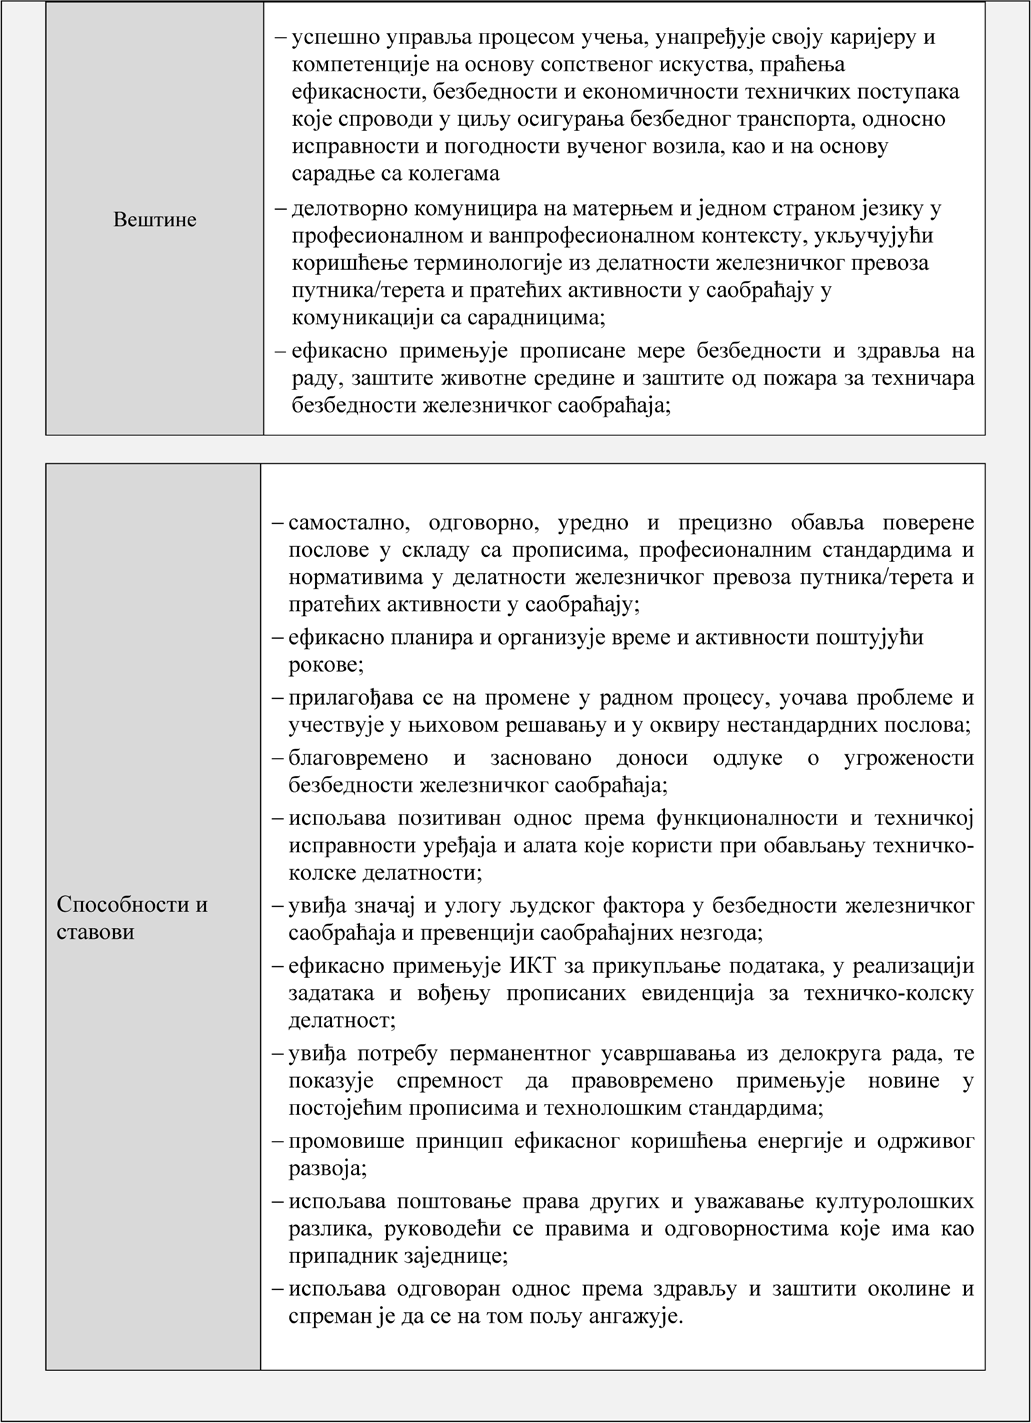 Вештине
– успешно управља процесом учења, унапређује своју каријеру и
компетенције на основу сопственог искуства, праћења
ефикасности, безбедности и економичности техничких поступака
које спроводи у циљу осигурања безбедног транспорта, односно
исправности и погодности вученог возила, као и на основу
сарадње са колегама
– делотворно комуницира на матерњем и једном страном језику у
професионалном и ванпрофесионалном контексту, укључујући
коришћење терминологије из делатности железничког превоза
путника/терета и пратећих активности у саобраћају у
комуникацији са сарадницима;
– ефикасно примењује прописане мере безбедности и здравља на
раду, заштите животне средине и заштите од пожара за техничара
безбедности железничког саобраћаја;
Способности и
ставови
– самостално, одговорно, уредно и прецизно обавља поверене
послове у складу са прописима, професионалним стандардима и
нормативима у делатности железничког превоза путника/терета и
пратећих активности у саобраћају;
– ефикасно планира и организује време и активности поштујући
рокове;
– прилагођава се на промене у радном процесу, уочава проблеме и
учествује у њиховом решавању и у оквиру нестандардних послова;
– благовремено и засновано доноси одлуке о угрожености
безбедности железничког саобраћаја;
– испољава позитиван однос према функционалности и техничкој
исправности уређаја и алата које користи при обављању техничко-
колске делатности;
– увиђа значај и улогу људског фактора у безбедности железничког
саобраћаја и превенцији саобраћајних незгода;
– ефикасно примењује ИКТ за прикупљање података, у реализацији
задатака и вођењу прописаних евиденција за техничко-колску
делатност;
– увиђа потребу перманентног усавршавања из делокруга рада, те
показује спремност да правовремено примењује новине у
постојећим прописима и технолошким стандардима;
– промовише принцип ефикасног коришћења енергије и одрживог
развоја;
– испољава поштовање права других и уважавање културолошких
разлика, руководећи се правима и одговорностима које има као
припадник заједнице;
– испољава одговоран однос према здрављу и заштити околине и
спреман је да се на том пољу ангажује.